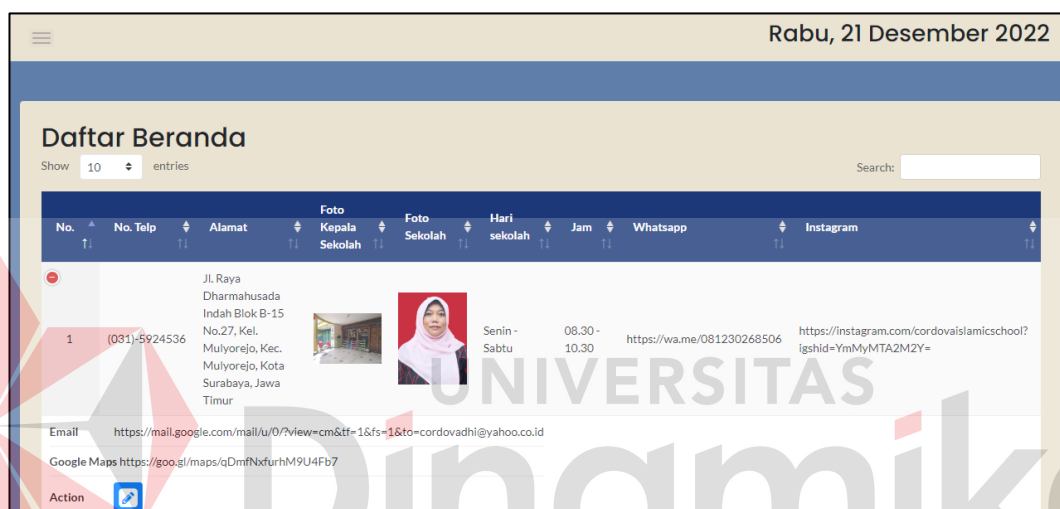 Rabu, 21 Desember 2022
Daftar Beranda
Show 10 entries
Search:
No.
No. Telp
Alamat
Foto
Kepala
Sekolah
Foto
Sekolah
Hari
sekolah
Jam
Whatsapp
Instagram
1
(031)-5924536
Jl. Raya
Dharmahusada
Indah Blok B-15
No.27, Kel.
Mulyorejo, Kec.
Mulyorejo, Kota
Surabaya, Jawa
Timur
Senin -
Sabtu
08.30 -
10.30
https://wa.me/081230268506
https://instagram.com/cordovaislamicschool?
igshid=YmMyMTA2M2Y=
Email https://mail.google.com/mail/u/0/?view=cm&tf=1&fs=1&to=cordovadhi@yahoo.co.id
Google Maps https://goo.gl/maps/qDmfNxfurhM9U4Fb7
Action
UNIVERSITAS
Dinamika